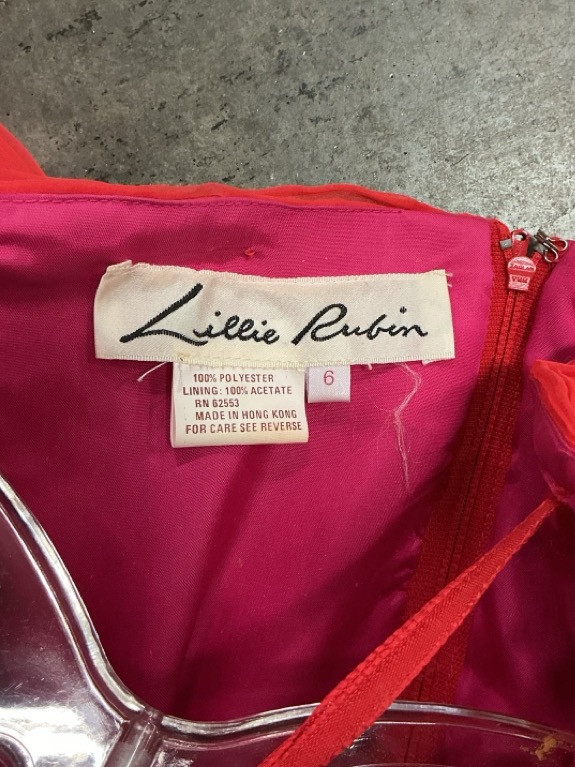 Lillie Rubin
100% POLYESTER
LINING: 100% ACETATE
RN 62553
MADE IN HONG KONG
FOR CARE SEE REVERSE
6